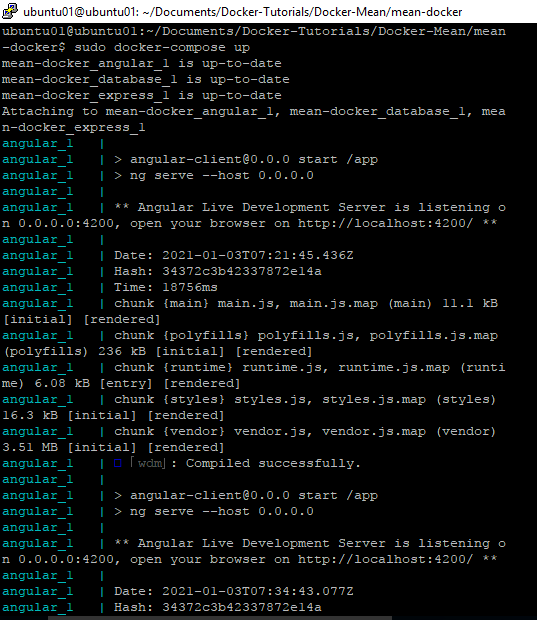 ubuntu01@ubuntu01: ~/Documents/Docker-Tutorials/Docker-Mean/mean-docker
ubuntu01@ubuntu01:~/Documents/Docker-Tutorials/Docker-Mean/mean
-docker$ sudo docker-compose up
mean-docker_angular_1 is up-to-date
mean-docker_database_1 is up-to-date
mean-docker_express_1 is up-to-date
Attaching to mean-docker_angular_1, mean-docker_database_1, mea
n-docker_express_1
angular_1   |
angular_1   | > angular-client@0.0.0 start /app
angular_1   | > ng serve --host 0.0.0.0
angular_1   |
angular_1   | ** Angular Live Development Server is listening o
n 0.0.0.0:4200, open your browser on http://localhost:4200/ **
angular_1   |
angular_1   | Date: 2021-01-03T07:21:45.436Z
angular_1   | Hash: 34372c3b42337872e14a
angular_1   | Time: 18756ms
angular_1   | chunk {main} main.js, main.js.map (main) 11.1 kB
[initial] [rendered]
angular_1   | chunk {polyfills} polyfills.js, polyfills.js.map
(polyfills) 236 kB [initial] [rendered]
angular_1   | chunk {runtime} runtime.js, runtime.js.map (runti
me) 6.08 kB [entry] [rendered]
angular_1   | chunk {styles} styles.js, styles.js.map (styles)
16.3 kB [initial] [rendered]
angular_1   | chunk {vendor} vendor.js, vendor.js.map (vendor)
3.51 MB [initial] [rendered]
angular_1   | 「wdm」: Compiled successfully.
angular_1   |
angular_1   | > angular-client@0.0.0 start /app
angular_1   | > ng serve --host 0.0.0.0
angular_1   |
angular_1   | ** Angular Live Development Server is listening o
n 0.0.0.0:4200, open your browser on http://localhost:4200/ **
angular_1   |
angular_1   | Date: 2021-01-03T07:34:43.077Z
angular_1   | Hash: 34372c3b42337872e14a